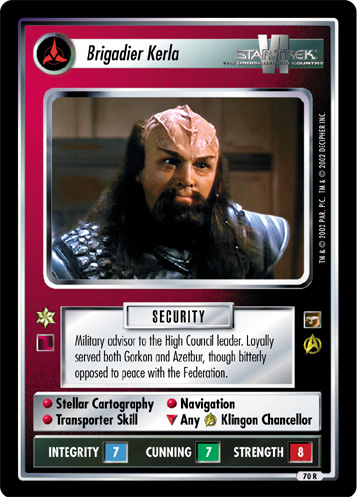 Brigadier Kerla
STAR TREK
VI
THE UNDISCOVERED COUNTRY
TM & © 2002 PAR. PIC. TM & © 2002 DECIPHER INC.
SECURITY
Military advisor to the High Council leader. Loyally
served both Gorkon and Azetbur, though bitterly
opposed to peace with the Federation.
Stellar Cartography Navigation
Transporter Skill Any Klingon Chancellor
INTEGRITY 7 CUNNING 7 STRENGTH 8
70 R